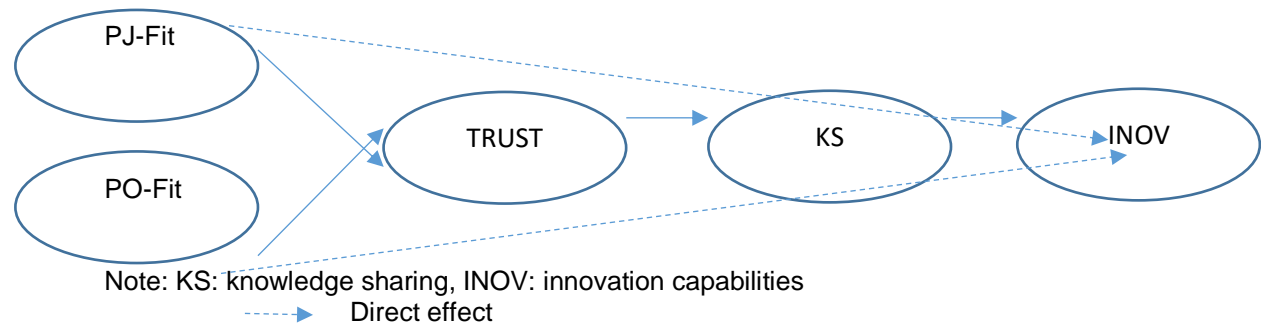 PJ-Fit
TRUST
KS
INOV
PO-Fit
Note: KS: knowledge sharing, INOV: innovation capabilities
Direct effect